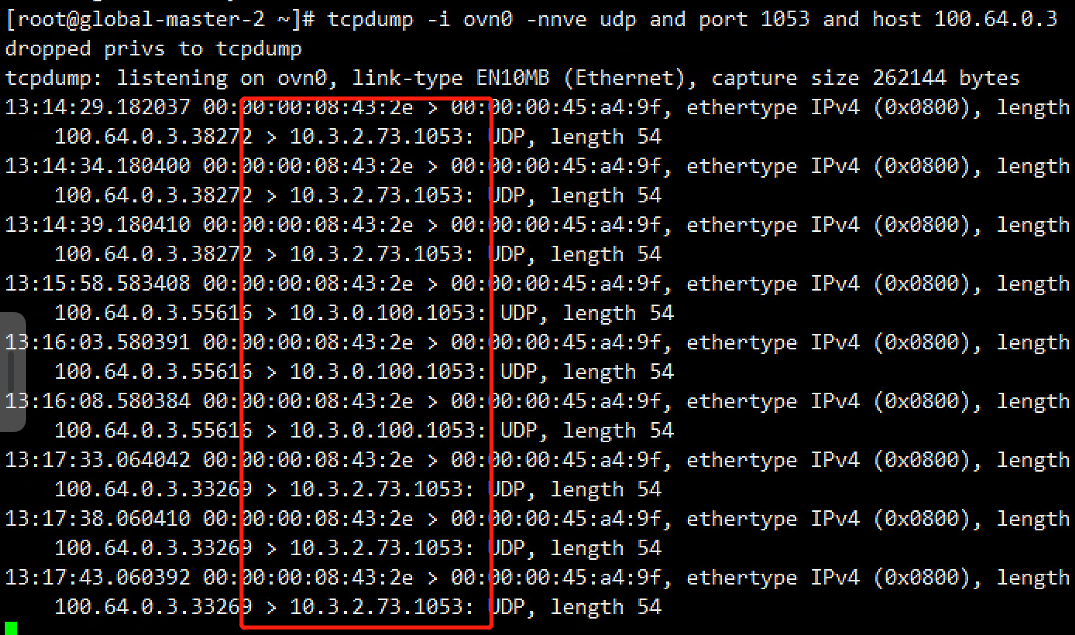 [root@global-master-2 ~]# tcpdump -i ovn0 -nnve udp and port 1053 and host 100.64.0.3
dropped privs to tcpdump
tcpdump: listening on ovn0, link-type EN10MB (Ethernet), capture size 262144 bytes
13:14:29.182037 00:00:00:08:43:2e > 00:00:00:45:a4:9f, ethertype IPv4 (0x0800), length
100.64.0.3.38272 > 10.3.2.73.1053: UDP, length 54
13:14:34.180400 00:00:00:08:43:2e > 00:00:00:45:a4:9f, ethertype IPv4 (0x0800), length
100.64.0.3.38272 > 10.3.2.73.1053: UDP, length 54
13:14:39.180410 00:00:00:08:43:2e > 00:00:00:45:a4:9f, ethertype IPv4 (0x0800), length
100.64.0.3.38272 > 10.3.2.73.1053: UDP, length 54
13:15:58.583408 00:00:00:08:43:2e > 00:00:00:45:a4:9f, ethertype IPv4 (0x0800), length
100.64.0.3.55616 > 10.3.0.100.1053: UDP, length 54
13:16:03.580391 00:00:00:08:43:2e > 00:00:00:45:a4:9f, ethertype IPv4 (0x0800), length
100.64.0.3.55616 > 10.3.0.100.1053: UDP, length 54
13:16:08.580384 00:00:00:08:43:2e > 00:00:00:45:a4:9f, ethertype IPv4 (0x0800), length
100.64.0.3.55616 > 10.3.0.100.1053: UDP, length 54
13:17:33.064042 00:00:00:08:43:2e > 00:00:00:45:a4:9f, ethertype IPv4 (0x0800), length
100.64.0.3.33269 > 10.3.2.73.1053: UDP, length 54
13:17:38.060410 00:00:00:08:43:2e > 00:00:00:45:a4:9f, ethertype IPv4 (0x0800), length
100.64.0.3.33269 > 10.3.2.73.1053: UDP, length 54
13:17:43.060392 00:00:00:08:43:2e > 00:00:00:45:a4:9f, ethertype IPv4 (0x0800), length
100.64.0.3.33269 > 10.3.2.73.1053: UDP, length 54